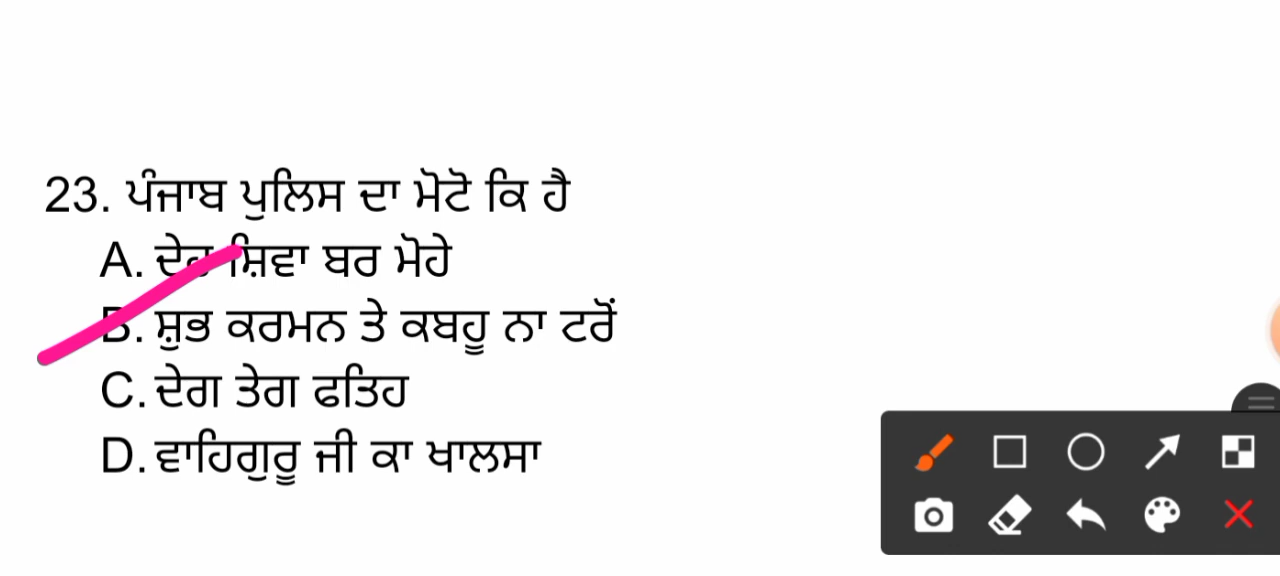 23. ਪੰਜਾਬ ਪੁਲਿਸ ਦਾ ਮੋਟੋ ਕਿ ਹੈ
A. ਦੇਹ ਸ਼ਿਵਾ ਬਰ ਮੋਹੇ
B. ਸ਼ੁਭ ਕਰਮਨ ਤੇ ਕਬਹੂ ਨਾ ਟਰੋਂ
C. ਦੇਗ ਤੇਗ ਫਤਿਹ
D. ਵਾਹਿਗੁਰੂ ਜੀ ਕਾ ਖਾਲਸਾ